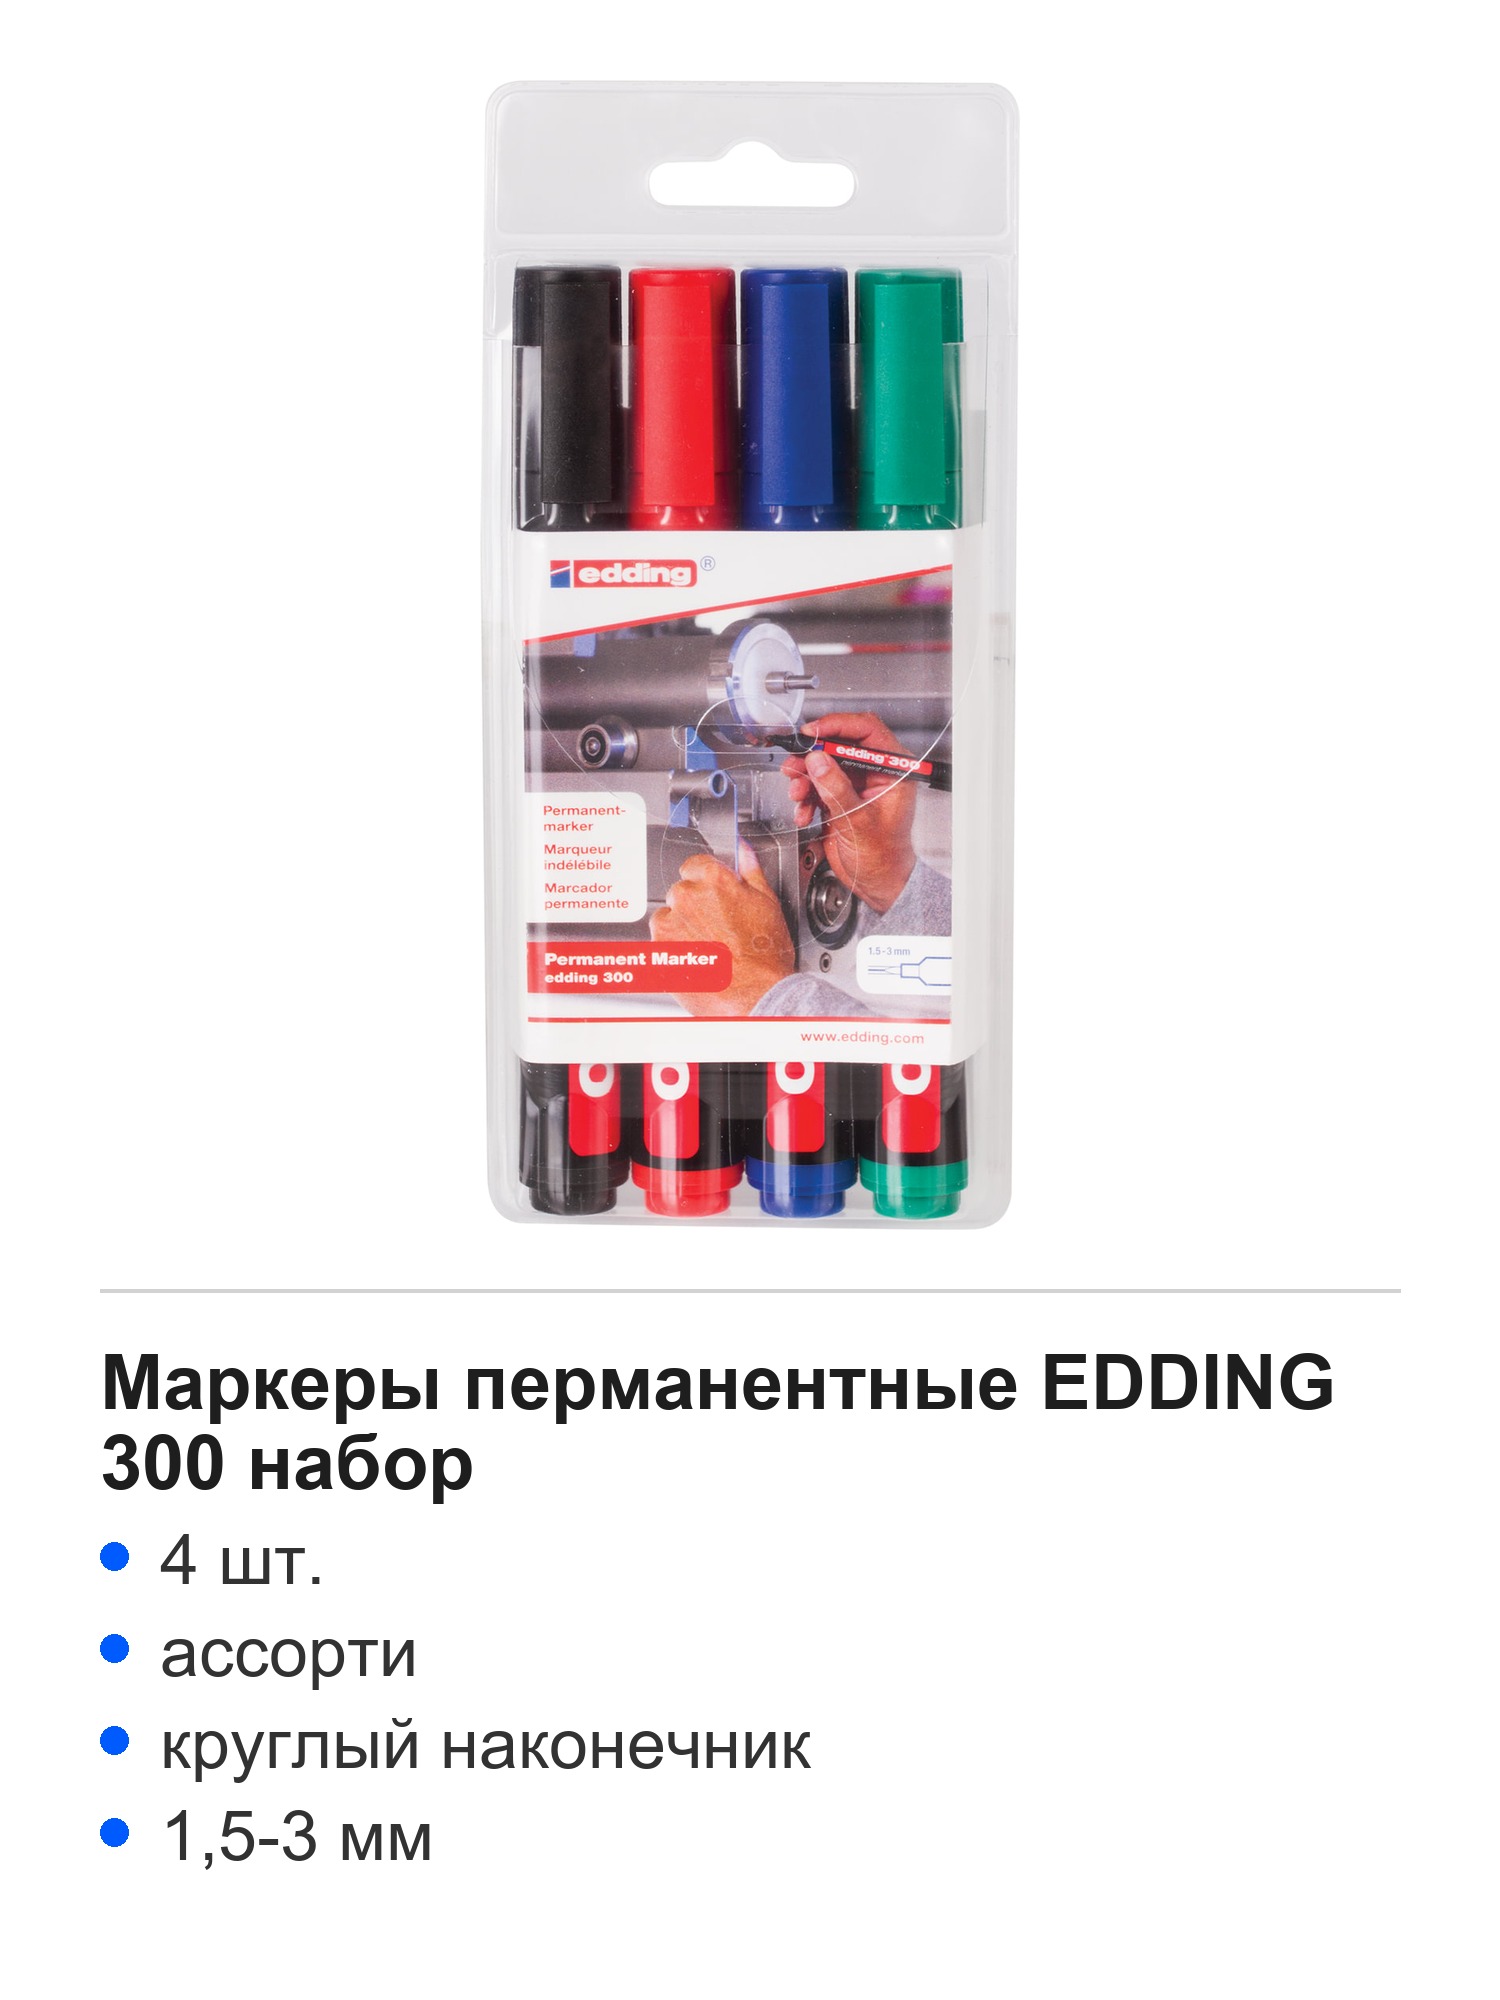 edding®
edding 300
permanent marker
Permanent-
marker
Marqueur
indélébile
Marcador
permanente
1.5-3 mm
Permanent Marker
edding 300
www.edding.com
Маркеры перманентные EDDING
300 набор
4 шт.
ассорти
круглый наконечник
1,5-3 мм